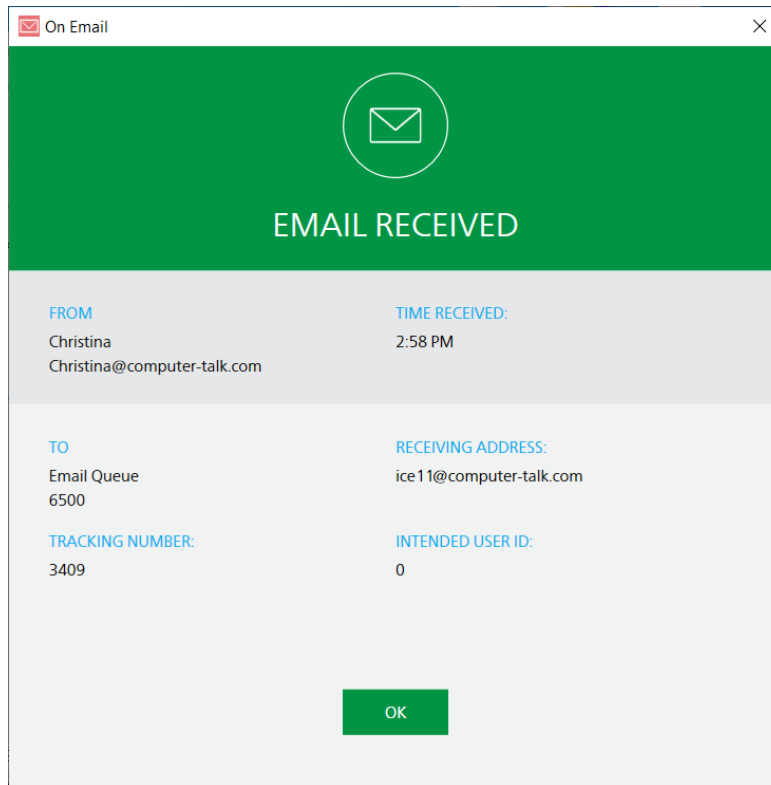 On Email
EMAIL RECEIVED
FROM
Christina
Christina@computer-talk.com
TIME RECEIVED:
2:58 PM
TO
Email Queue
6500
RECEIVING ADDRESS:
ice11@computer-talk.com
TRACKING NUMBER:
3409
INTENDED USER ID:
0
OK